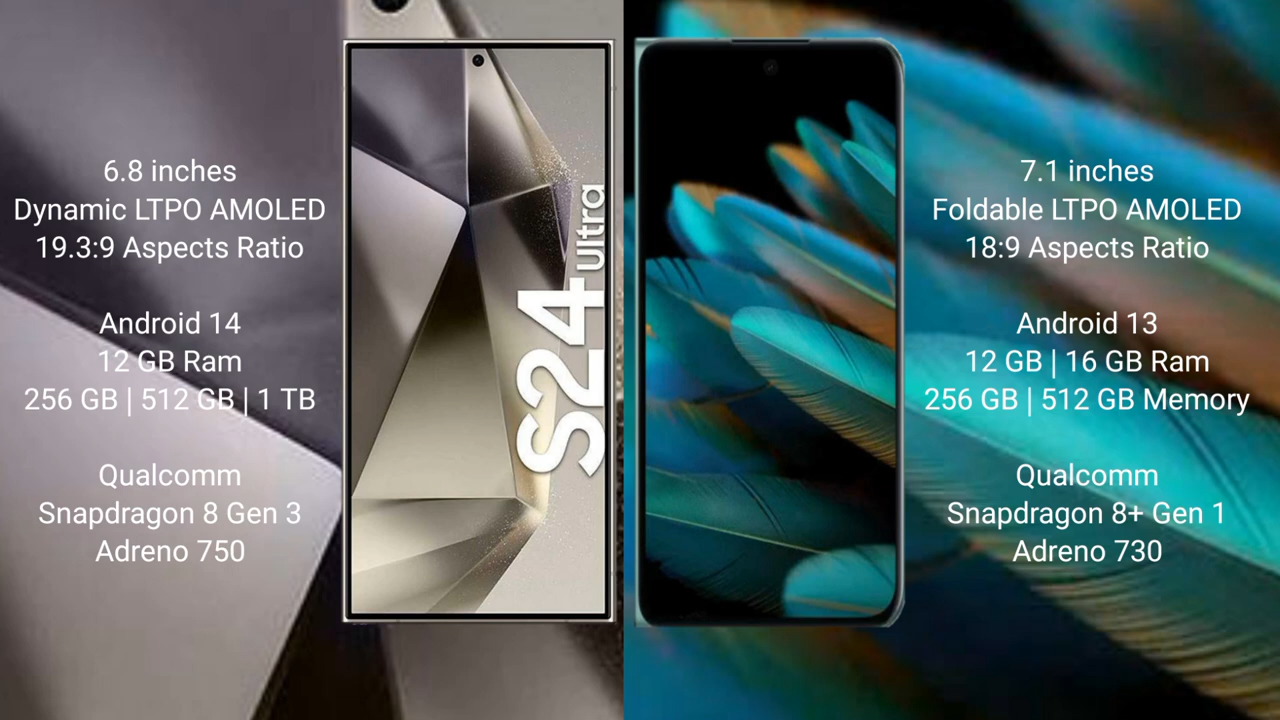 6.8 inches
Dynamic LTPO AMOLED
19.3:9 Aspects Ratio
Android 14
12 GB Ram
256 GB | 512 GB | 1 TB
Qualcomm
Snapdragon 8 Gen 3
Adreno 750
S24 ultra
7.1 inches
Foldable LTPO AMOLED
18:9 Aspects Ratio
Android 13
12 GB | 16 GB Ram
256 GB | 512 GB Memory
Qualcomm
Snapdragon 8+ Gen 1
Adreno 730